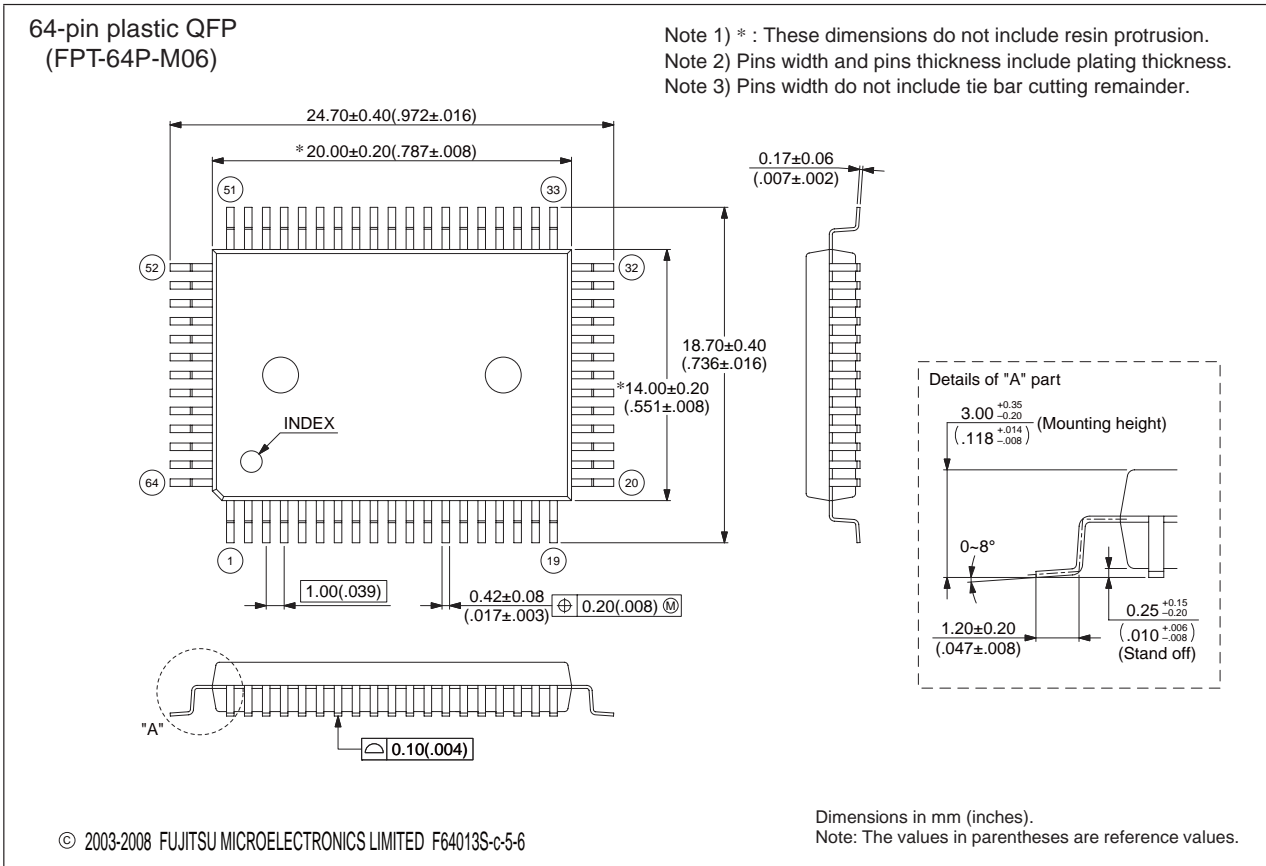 64-pin plastic QFP
(FPT-64P-M06)
Note 1) * : These dimensions do not include resin protrusion.
Note 2) Pins width and pins thickness include plating thickness.
Note 3) Pins width do not include tie bar cutting remainder.
24.70±0.40(.972±.016)
*20.00±0.20(.787±.008)
0.17±0.06
(.007±.002)
51
33
52
32
18.70±0.40
(.736±.016)
*14.00±0.20
(.551±.008)
INDEX
64
20
1
19
1.00(.039)
0.42±0.08
(.017±.003)
⌖ 0.20(.008) Ⓜ
Details of "A" part
3.00 +0.35 –0.20 (Mounting height)
(.118 +.014 –.008)
0~8°
1.20±0.20
(.047±.008)
0.25 +0.15 –0.20
(.010 +.006 –.008)
(Stand off)
"A"
⌓ 0.10(.004)
© 2003-2008 FUJITSU MICROELECTRONICS LIMITED F64013S-c-5-6
Dimensions in mm (inches).
Note: The values in parentheses are reference values.